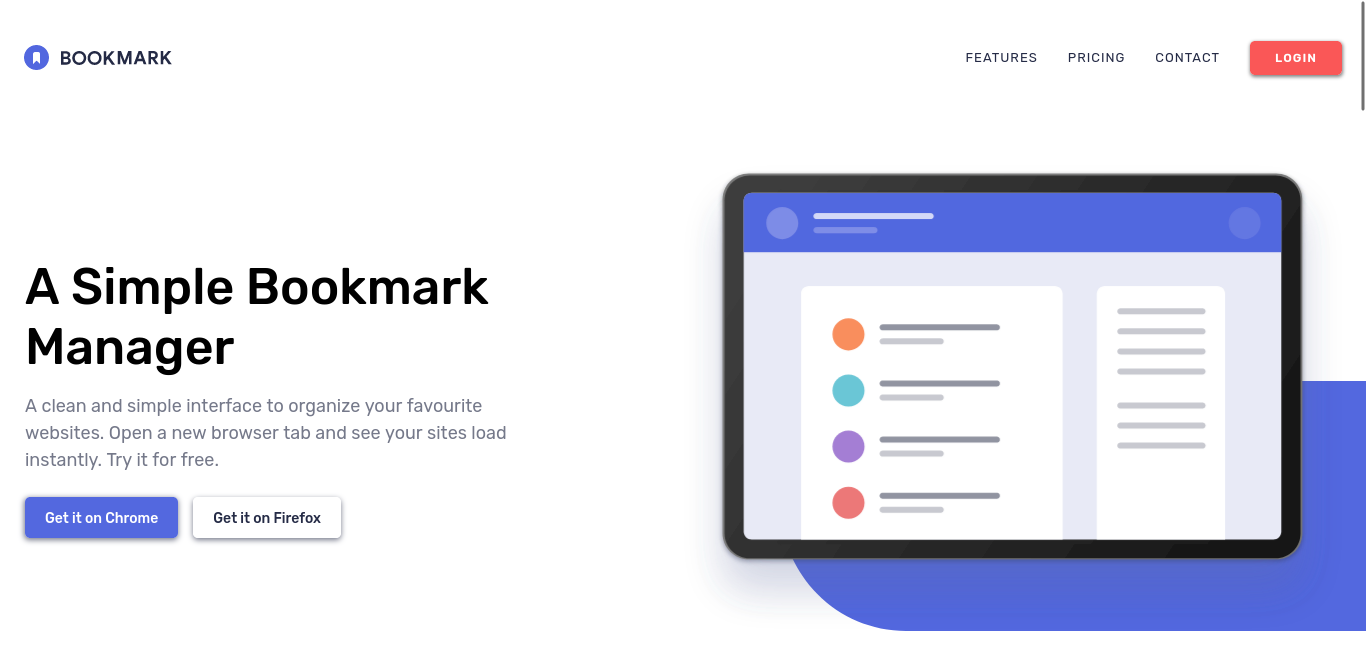 BOOKMARK
FEATURES PRICING CONTACT LOGIN
A Simple Bookmark
Manager
A clean and simple interface to organize your favourite
websites. Open a new browser tab and see your sites load
instantly. Try it for free.
Get it on Chrome Get it on Firefox